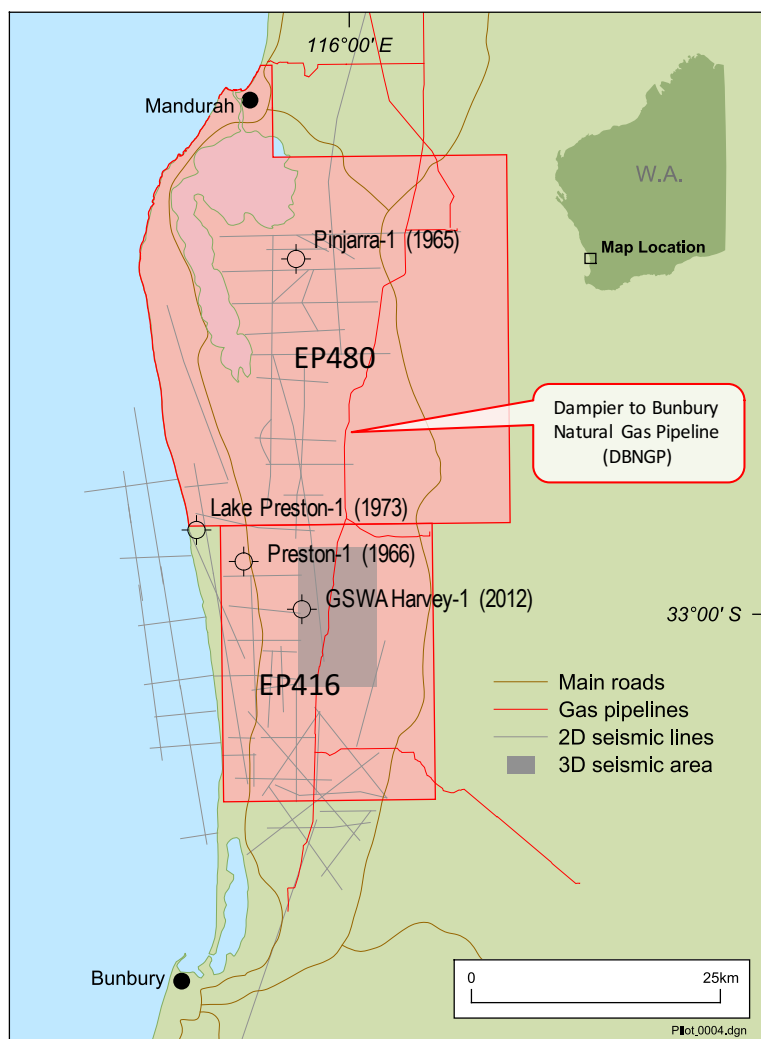 116°00' E
Mandurah
W.A.
Map Location
Pinjarra-1 (1965)
EP480
Dampier to Bunbury
Natural Gas Pipeline
(DBNGP)
Lake Preston-1 (1973)
Preston-1 (1966)
GSWA Harvey-1 (2012)
33°00' S
EP416
Main roads
Gas pipelines
2D seismic lines
3D seismic area
Bunbury
0
25km
Pilot_0004.dgn